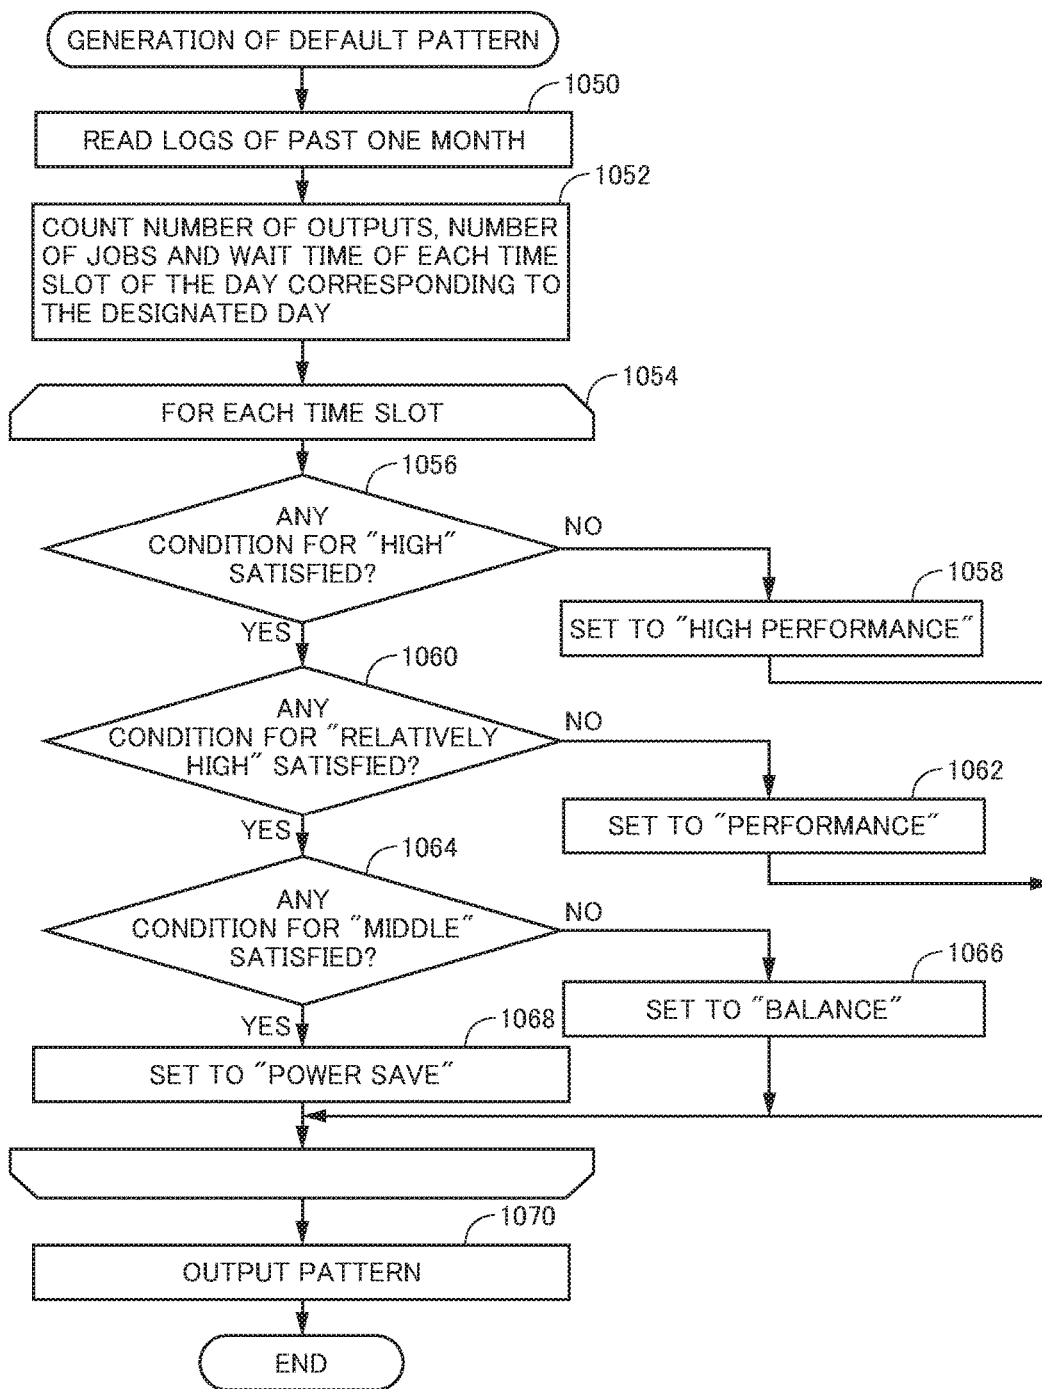 GENERATION OF DEFAULT PATTERN
1050
READ LOGS OF PAST ONE MONTH
1052
COUNT NUMBER OF OUTPUTS, NUMBER
OF JOBS AND WAIT TIME OF EACH TIME
SLOT OF THE DAY CORRESPONDING TO
THE DESIGNATED DAY
1054
FOR EACH TIME SLOT
1056
ANY
CONDITION FOR "HIGH"
SATISFIED?
NO
YES
1058
SET TO "HIGH PERFORMANCE"
1060
ANY
CONDITION FOR "RELATIVELY
HIGH" SATISFIED?
NO
YES
1062
SET TO "PERFORMANCE"
1064
ANY
CONDITION FOR "MIDDLE"
SATISFIED?
NO
YES
1066
SET TO "BALANCE"
1068
SET TO "POWER SAVE"
1070
OUTPUT PATTERN
END